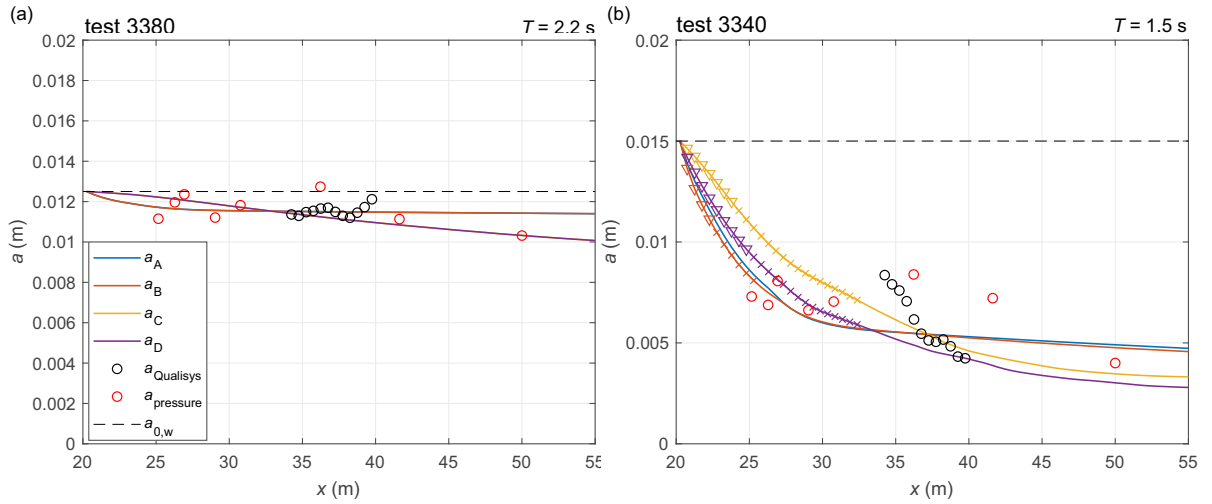 (a)
test 3380
T = 2.2 s
0.02
0.018
0.016
0.014
0.012
0.01
0.008
0.006
0.004
0.002
0
a (m)
20
25
30
35
40
45
50
55
x (m)
a_A
a_B
a_C
a_D
a_Qualisys
a_pressure
a_0,w
(b)
test 3340
T = 1.5 s
0.02
0.015
0.01
0.005
0
a (m)
20
25
30
35
40
45
50
55
x (m)